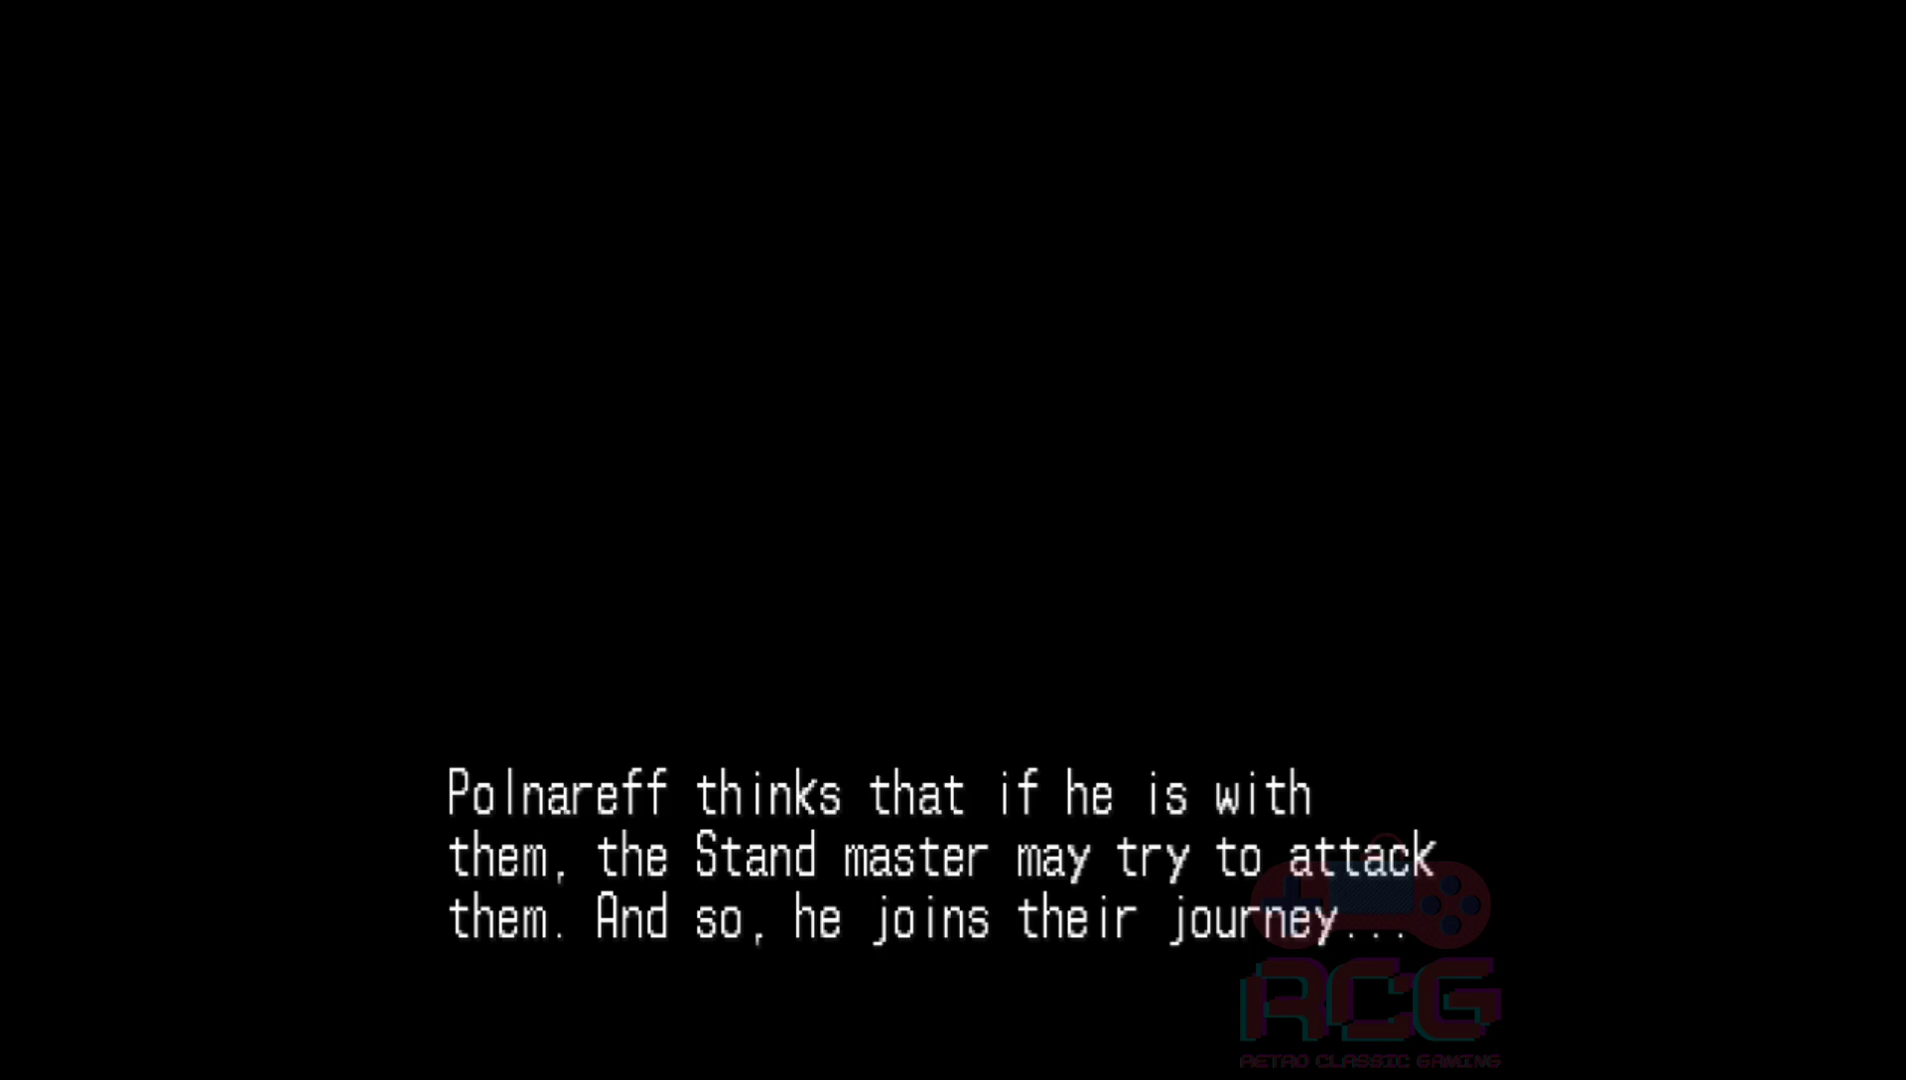 Polnareff thinks that if he is with
them, the Stand master may try to attack
them. And so, he joins their journey...
RCG
RETRO CLASSIC GAMING